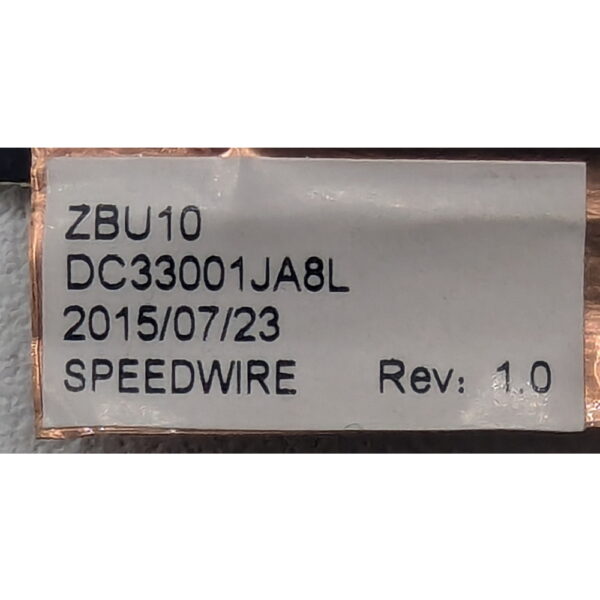 ZBU10
DC33001JA8L
2015/07/23
SPEEDWIRE Rev: 1.0